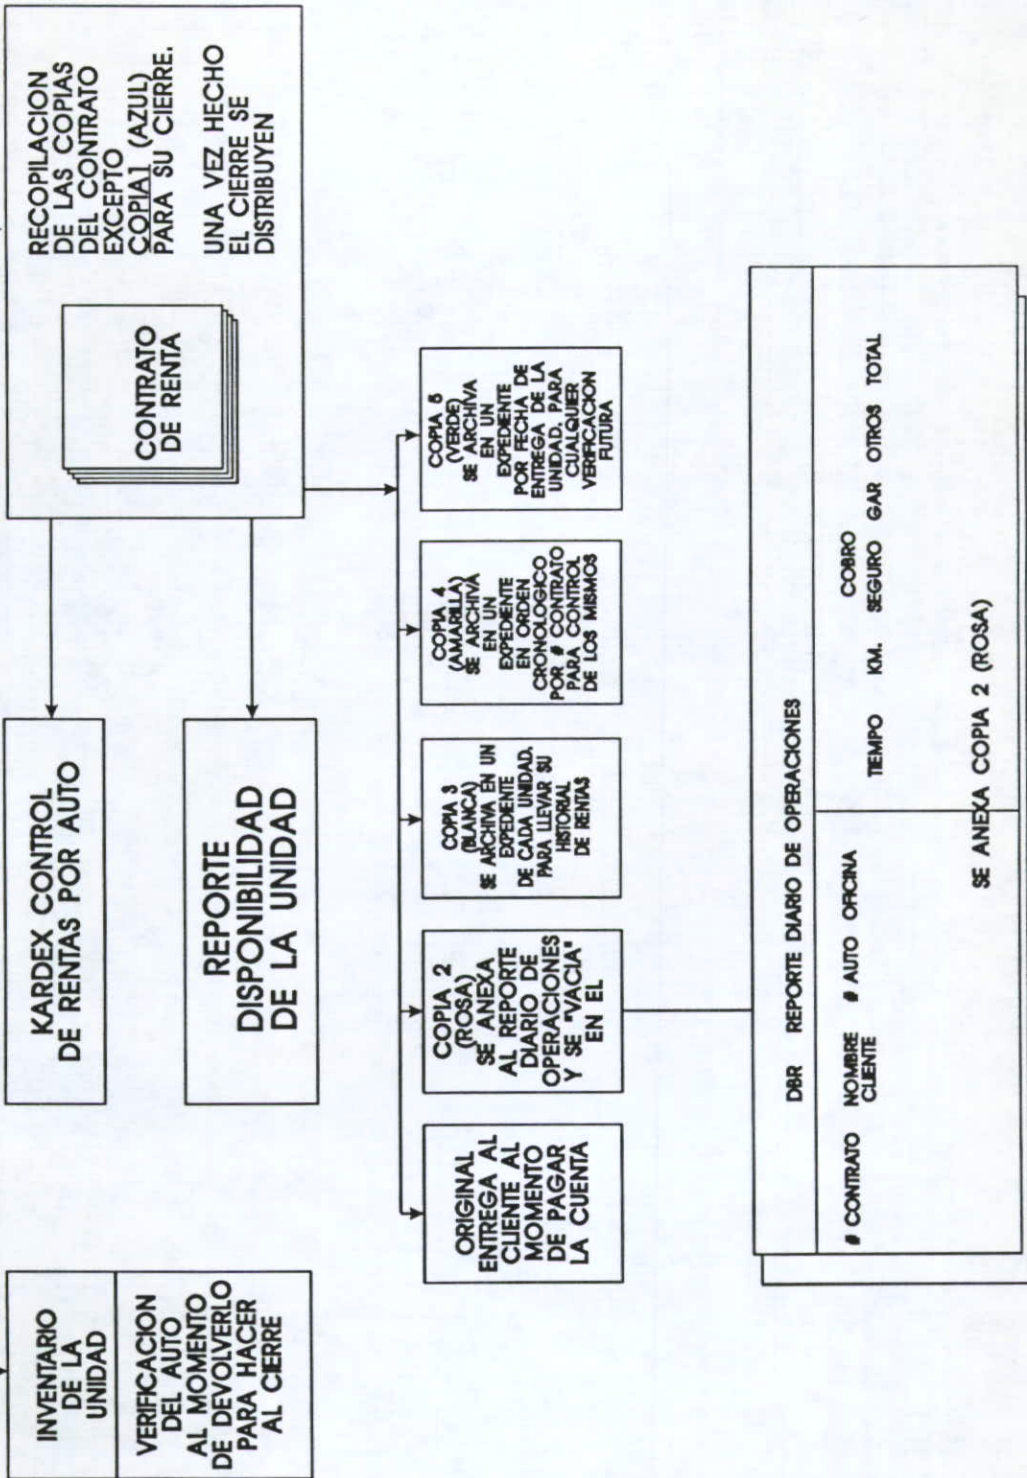 INVENTARIO
DE LA
UNIDAD
VERIFICACION
DEL AUTO
AL MOMENTO
DE DEVOLVERLO
PARA HACER
AL CIERRE
KARDEX CONTROL
DE RENTAS POR AUTO
REPORTE
DISPONIBILIDAD
DE LA UNIDAD
CONTRATO
DE RENTA
RECOPILACION
DE LAS COPIAS
DEL CONTRATO
EXCEPTO
COPIA1 (AZUL)
PARA SU CIERRE.
UNA VEZ HECHO
EL CIERRE SE
DISTRIBUYEN
ORIGINAL
ENTREGA AL
CLIENTE AL
MOMENTO
DE PAGAR
LA CUENTA
COPIA 2
(ROSA)
SE ANEXA
AL REPORTE
DIARIO DE
OPERACIONES
Y SE "VACIA"
EN EL
COPIA 3
(BLANCA)
SE ARCHIVA EN UN
EXPEDIENTE
DE CADA UNIDAD.
PARA LLEVAR SU
HISTORIAL
DE RENTAS
COPIA 4
(AMARILLA)
SE ARCHIVA
EN UN
EXPEDIENTE
EN ORDEN
CRONOLOGICO
POR # CONTRATO
PARA CONTROL
DE LOS MISMOS
COPIA 5
(VERDE)
SE ARCHIVA
EN UN
EXPEDIENTE
POR FECHA DE
ENTREGA DE LA
UNIDAD. PARA
CUALQUIER
VERIFICACION
FUTURA
DBR REPORTE DIARIO DE OPERACIONES
COBRO
# CONTRATO NOMBRE # AUTO OFICINA TIEMPO KM. SEGURO GAR OTROS TOTAL
CLIENTE
SE ANEXA COPIA 2 (ROSA)